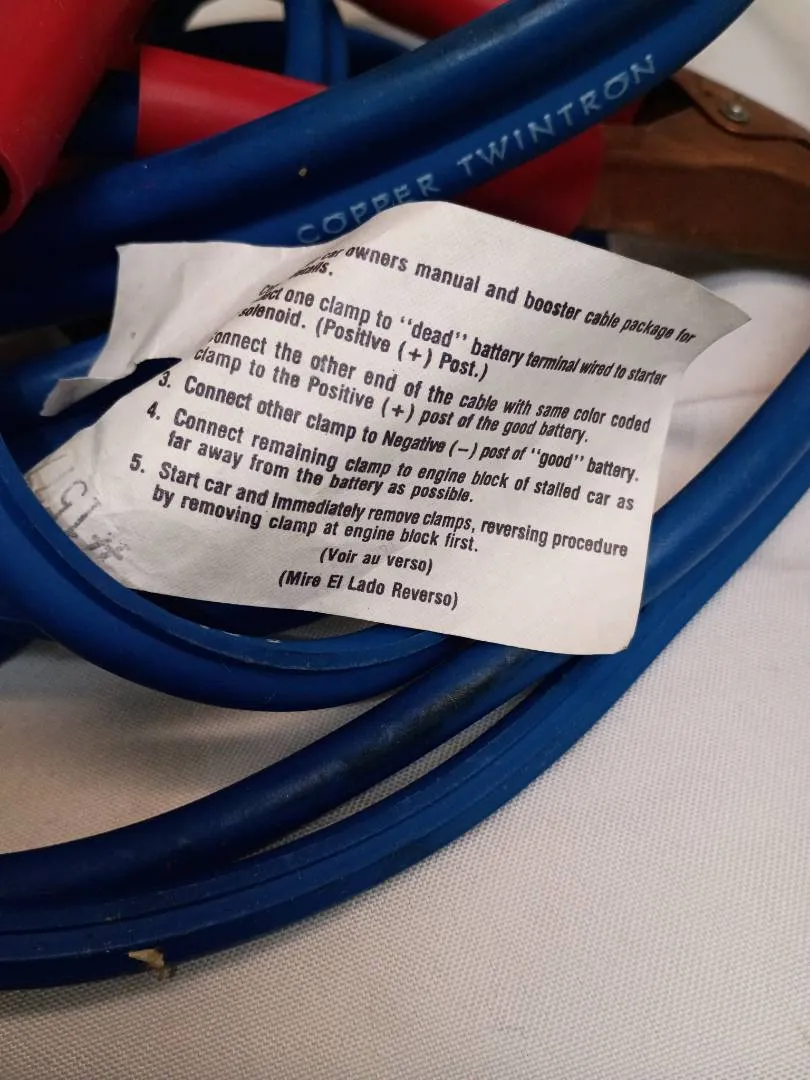 COPPER TWINTRON
owners manual and booster cable package for
one clamp to "dead" battery terminal wired to starter
solenoid. (Positive (+) Post.)
the other end of the cable with same color coded
clamp to the Positive (+) post of the good battery.
3. Connect other clamp to Negative (-) post of "good" battery.
4. Connect remaining clamp to engine block of stalled car as
far away from the battery as possible.
5. Start car and Immediately remove clamps, reversing procedure
by removing clamp at engine block first.
(Voir au verso)
(Mire El Lado Reverso)